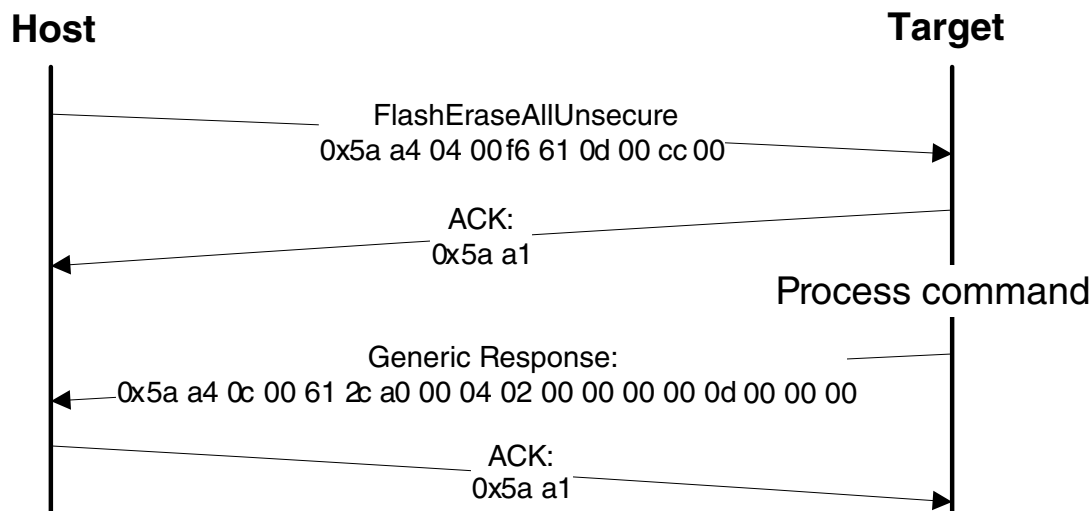 Host
Target
FlashEraseAllUnsecure
0x5a a4 04 00 f6 61 0d 00 cc 00
ACK:
0x5a a1
Process command
Generic Response:
0x5a a4 0c 00 61 2c a0 00 04 02 00 00 00 00 0d 00 00 00
ACK:
0x5a a1